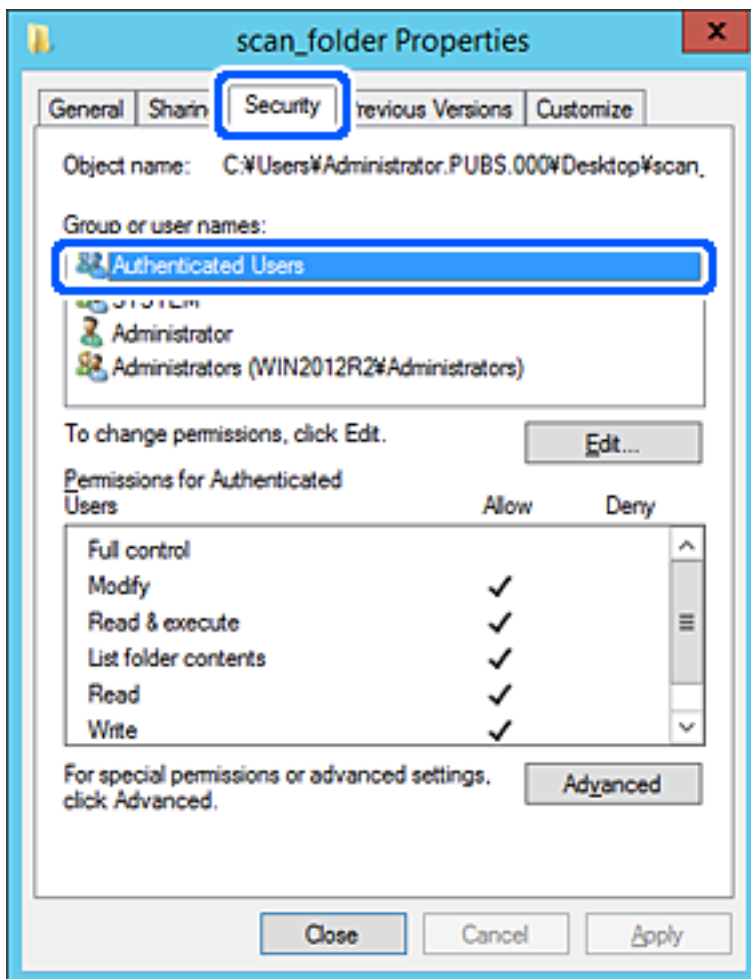 scan_folder Properties
x
General Sharin Security revious Versions Customize
Object name: C:¥Users¥Administrator.PUBS.000¥Desktop¥scan_
Group or user names:
Authenticated Users
SYSTEM
Administrator
Administrators (WIN2012R2¥Administrators)
To change permissions, click Edit.
Edit...
Permissions for Authenticated
Users Allow Deny
Full control
Modify
Read & execute
List folder contents
Read
Write
For special permissions or advanced settings,
click Advanced.
Advanced
Close Cancel Apply